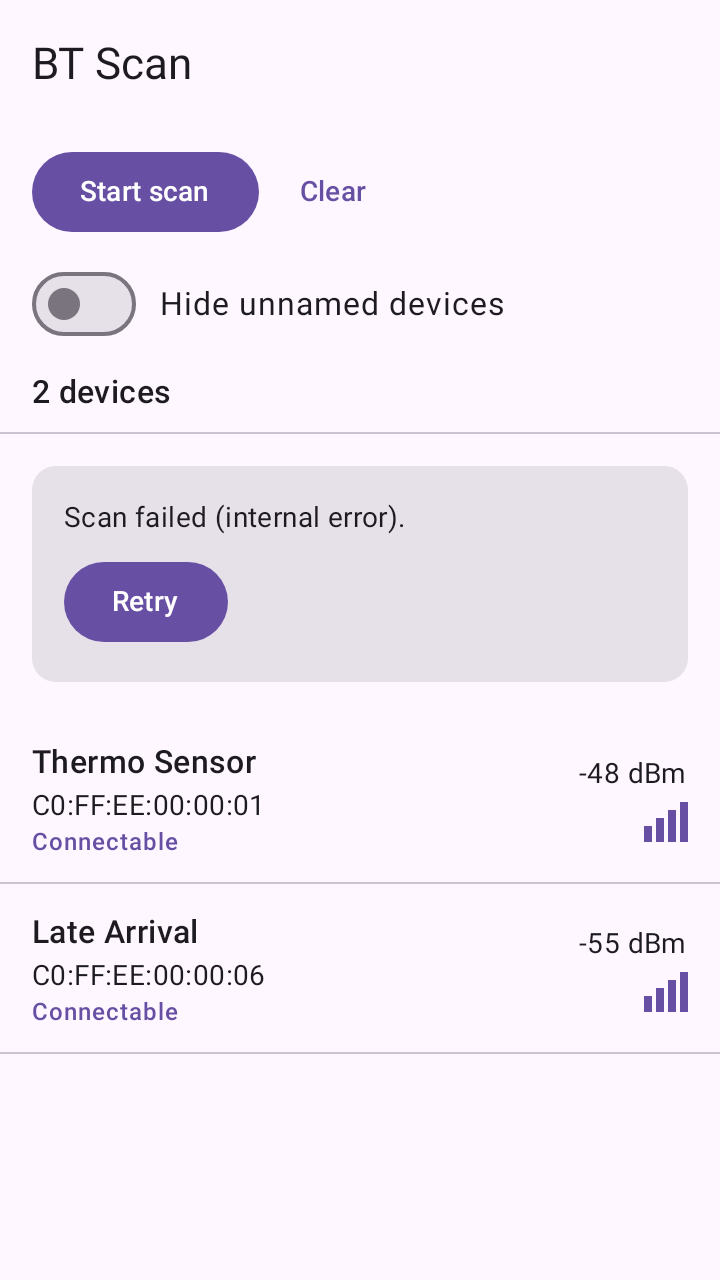 BT Scan
Start scan
Clear
Hide unnamed devices
2 devices
Scan failed (internal error).
Retry
Thermo Sensor
C0:FF:EE:00:00:01
Connectable
-48 dBm
Late Arrival
C0:FF:EE:00:00:06
Connectable
-55 dBm